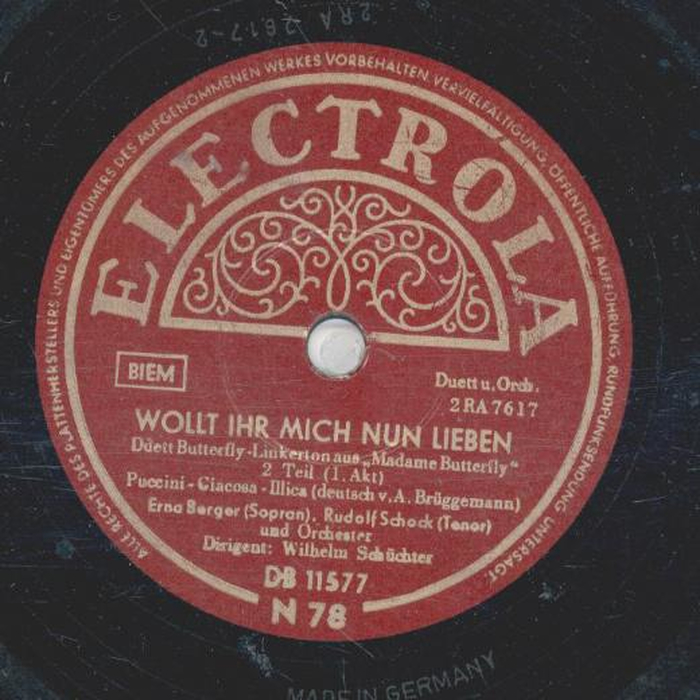 2RA 7617-2
ALLE RECHTE DES PLATTENHERSTELLERS UND EIGENTÜMERS DES AUFGENOMMENEN WERKES VORBEHALTEN. VERVIELFÄLTIGUNG, ÖFFENTLICHE AUFFÜHRUNG, RUNDFUNKSENDUNG UNTERSAGT.
ELECTROLA
BIEM
Duett u. Orch.
2RA7617
WOLLT IHR MICH NUN LIEBEN
Duett Butterfly-Linkerton aus „Madame Butterfly"
2 Teil (1. Akt)
Puccini - Giacosa - Illica (deutsch v. A. Brüggemann)
Erna Berger (Sopran), Rudolf Schock (Tenor)
und Orchester
Dirigent: Wilhelm Schüchter
DB 11577
N 78
MADE IN GERMANY